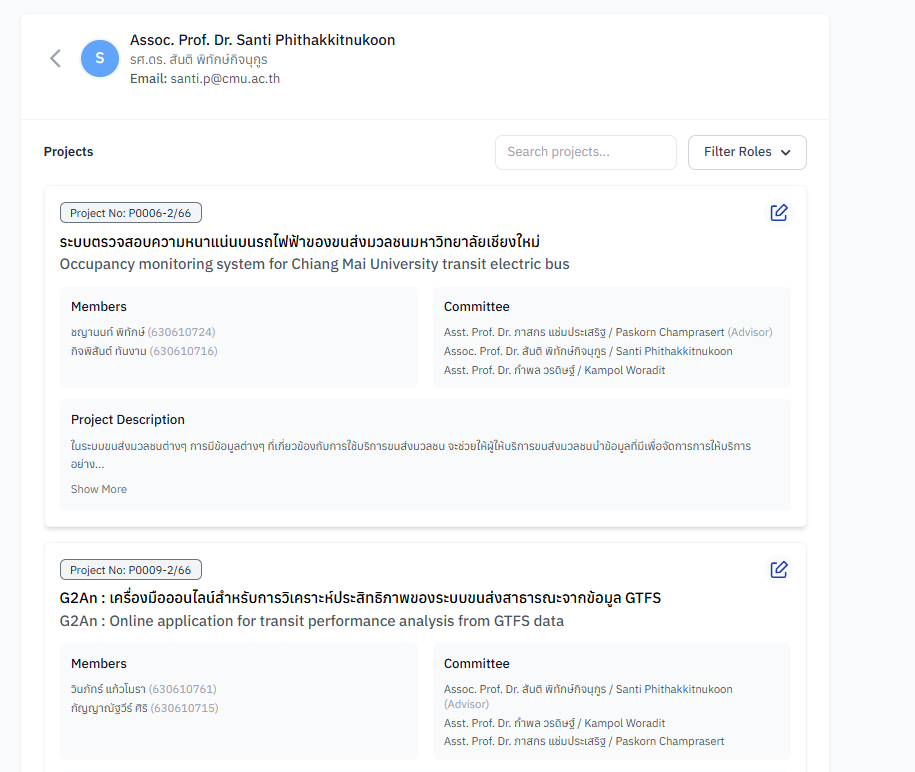 Assoc. Prof. Dr. Santi Phithakkitnukoon
S
รศ.ดร. สันติ พิทักษ์กิจนุกูร
Email: santi.p@cmu.ac.th
Projects
Search projects...
Filter Roles
Project No: P0006-2/66
ระบบตรวจสอบความหนาแน่นบนรถไฟฟ้าของขนส่งมวลชนมหาวิทยาลัยเชียงใหม่
Occupancy monitoring system for Chiang Mai University transit electric bus
Members
ชญานนท์ พิทักษ์ (630610724)
กิจพิสันต์ ทันงาน (630610716)
Committee
Asst. Prof. Dr. ภาสกร แช่มประเสริฐ / Paskorn Champrasert (Advisor)
Assoc. Prof. Dr. สันติ พิทักษ์กิจนุกูร / Santi Phithakkitnukoon
Asst. Prof. Dr. กำพล วรดิษฐ์ / Kampol Woradit
Project Description
ในระบบขนส่งมวลชนต่างๆ การมีข้อมูลต่างๆ ที่เกี่ยวข้องกับการใช้บริการขนส่งมวลชน จะช่วยให้ผู้ให้บริการขนส่งมวลชนนำข้อมูลที่มีเพื่อจัดการการให้บริการ
อย่าง...
Show More
Project No: P0009-2/66
G2An : เครื่องมือออนไลน์สำหรับการวิเคราะห์ประสิทธิภาพของระบบขนส่งสาธารณะจากข้อมูล GTFS
G2An : Online application for transit performance analysis from GTFS data
Members
วินภัทร์ แก้วโมรา (630610761)
กัญญาณัฐวีร์ ศิริ (630610715)
Committee
Assoc. Prof. Dr. สันติ พิทักษ์กิจนุกูร / Santi Phithakkitnukoon
(Advisor)
Asst. Prof. Dr. กำพล วรดิษฐ์ / Kampol Woradit
Asst. Prof. Dr. ภาสกร แช่มประเสริฐ / Paskorn Champrasert